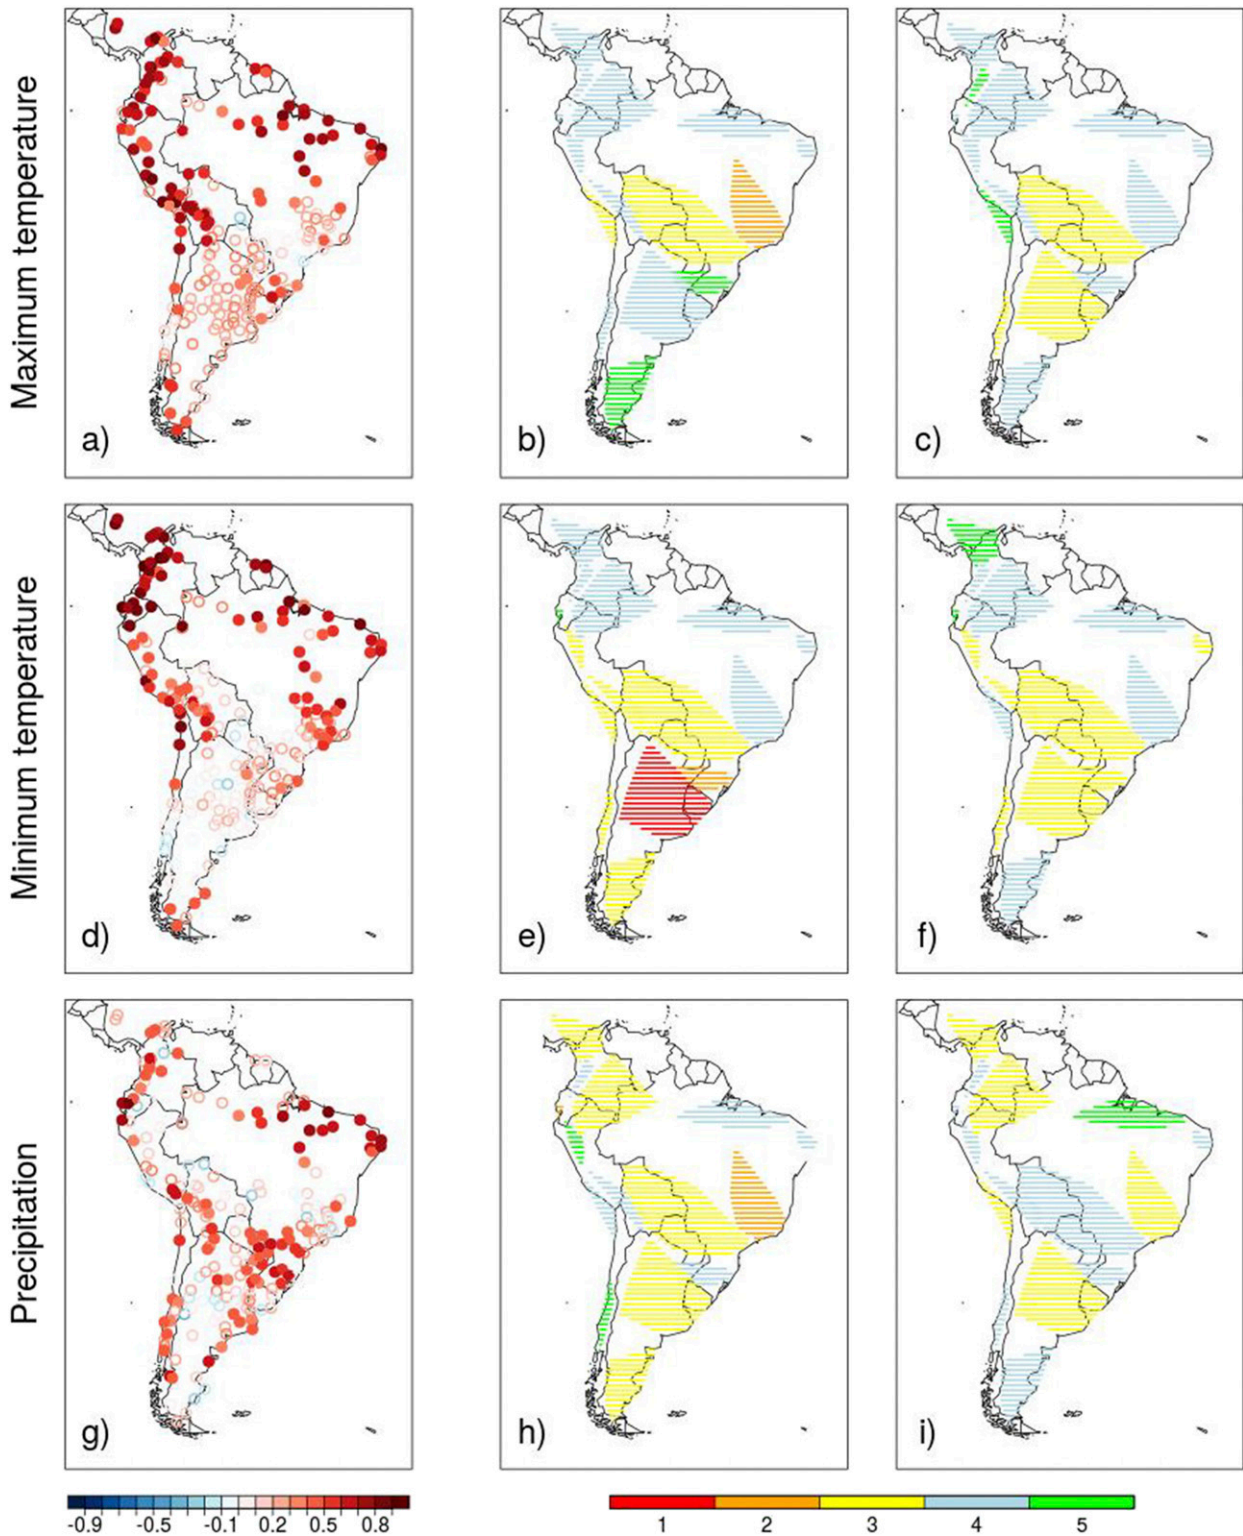 Maximum temperature
a)
b)
c)
Minimum temperature
d)
e)
f)
Precipitation
g)
h)
i)
-0.9 -0.5 -0.1 0.2 0.5 0.8
1 2 3 4 5